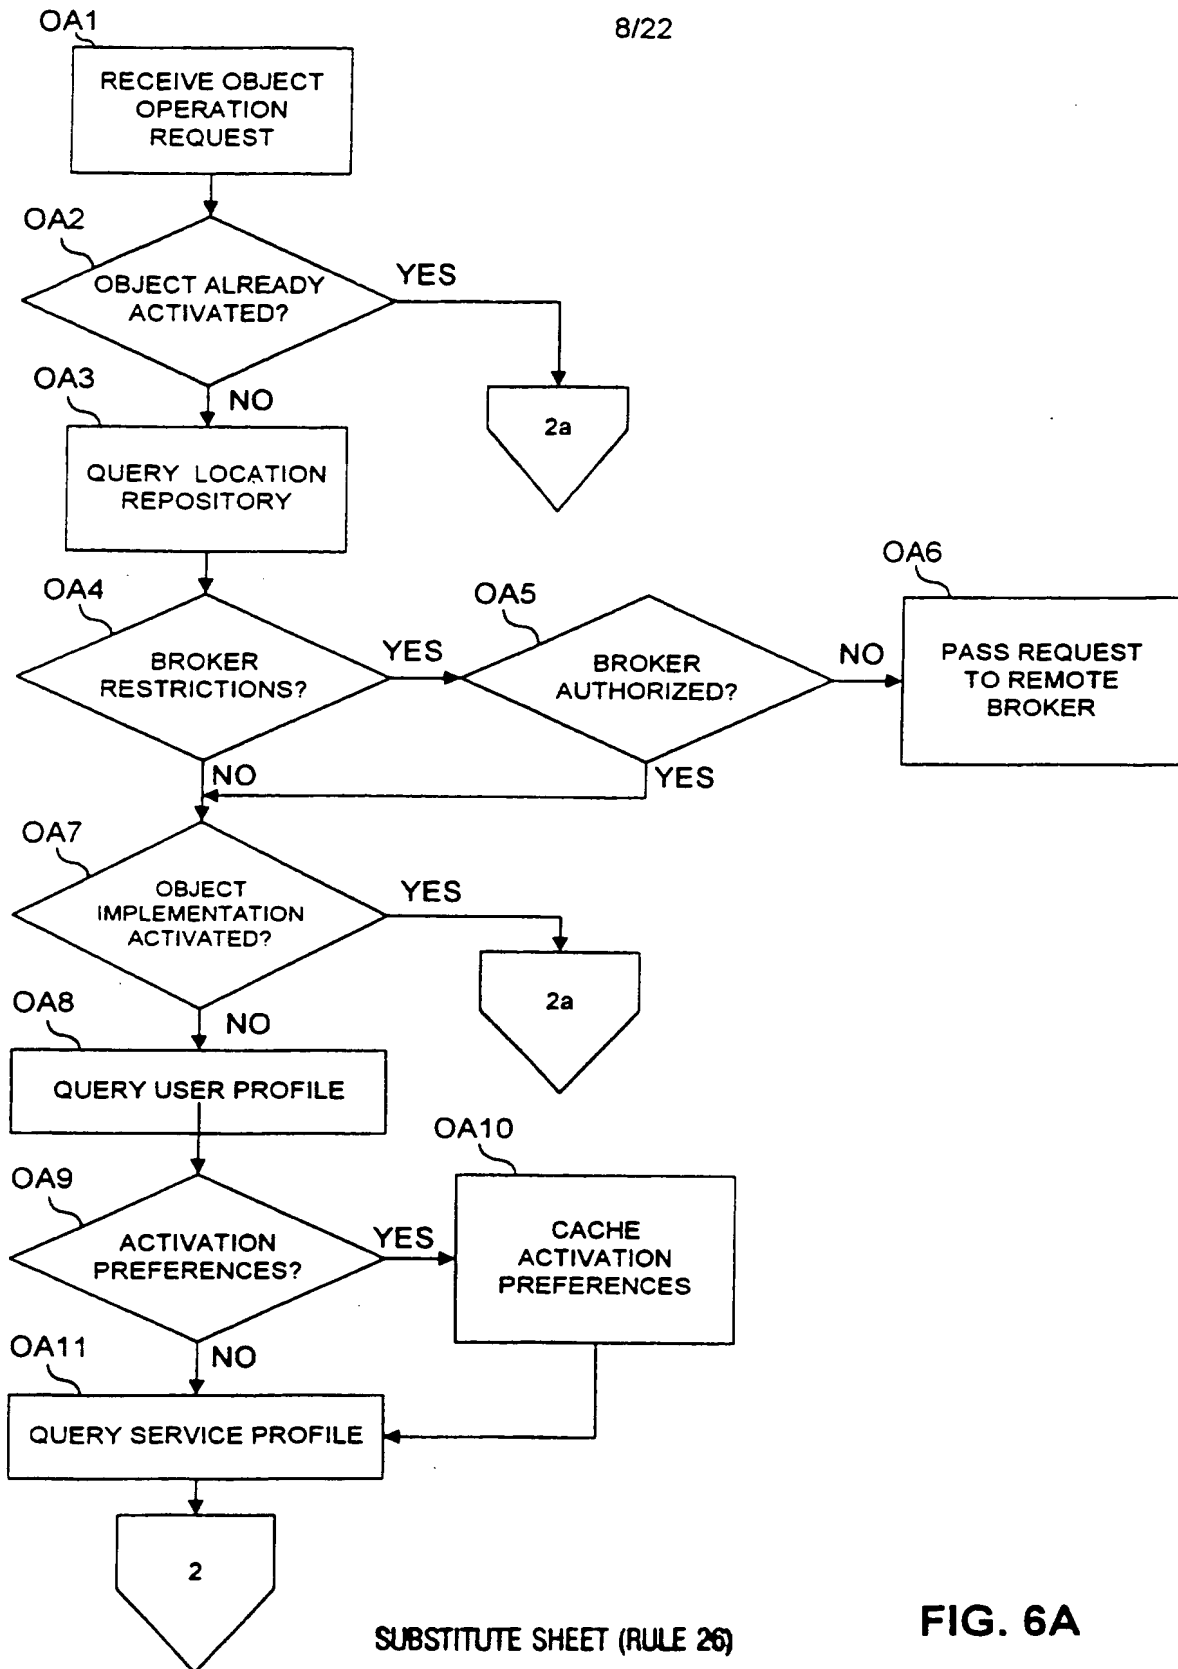 8/22
OA1
RECEIVE OBJECT
OPERATION
REQUEST
OA2
OBJECT ALREADY
ACTIVATED?
YES
NO
2a
OA3
QUERY LOCATION
REPOSITORY
OA4
BROKER
RESTRICTIONS?
YES
NO
OA5
BROKER
AUTHORIZED?
NO
YES
OA6
PASS REQUEST
TO REMOTE
BROKER
OA7
OBJECT
IMPLEMENTATION
ACTIVATED?
YES
NO
2a
OA8
QUERY USER PROFILE
OA9
ACTIVATION
PREFERENCES?
YES
NO
OA10
CACHE
ACTIVATION
PREFERENCES
OA11
QUERY SERVICE PROFILE
2
SUBSTITUTE SHEET (RULE 26)
FIG. 6A